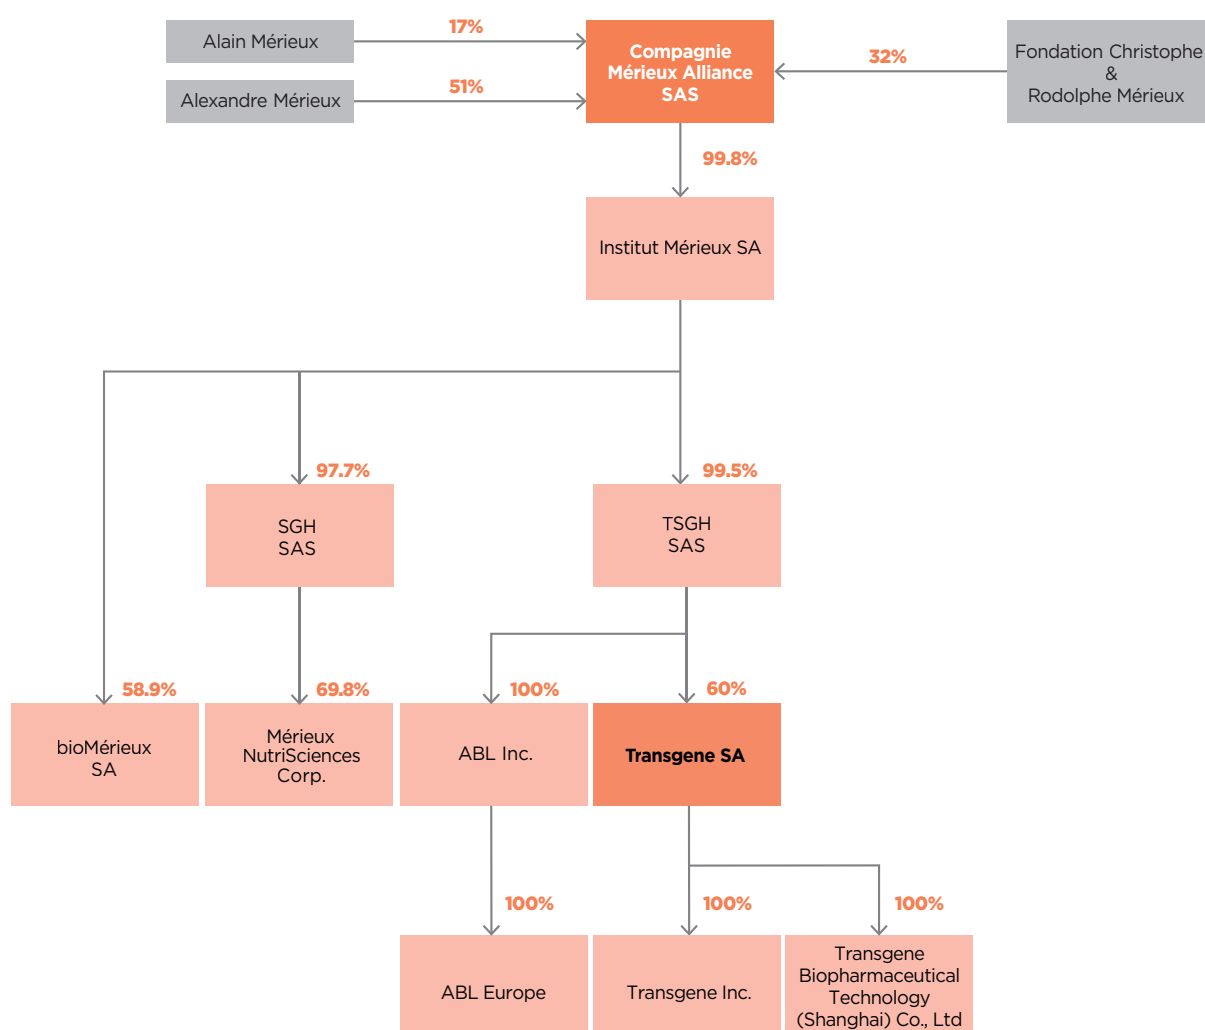 Alain Mérieux
17%
Compagnie
Mérieux Alliance
SAS
32%
Fondation Christophe
&
Rodolphe Mérieux
Alexandre Mérieux
51%
99.8%
Institut Mérieux SA
97.7%
99.5%
SGH
SAS
TSGH
SAS
58.9%
69.8%
100%
60%
bioMérieux
SA
Mérieux
NutriSciences
Corp.
ABL Inc.
Transgene SA
100%
100%
100%
ABL Europe
Transgene Inc.
Transgene
Biopharmaceutical
Technology
(Shanghai) Co., Ltd